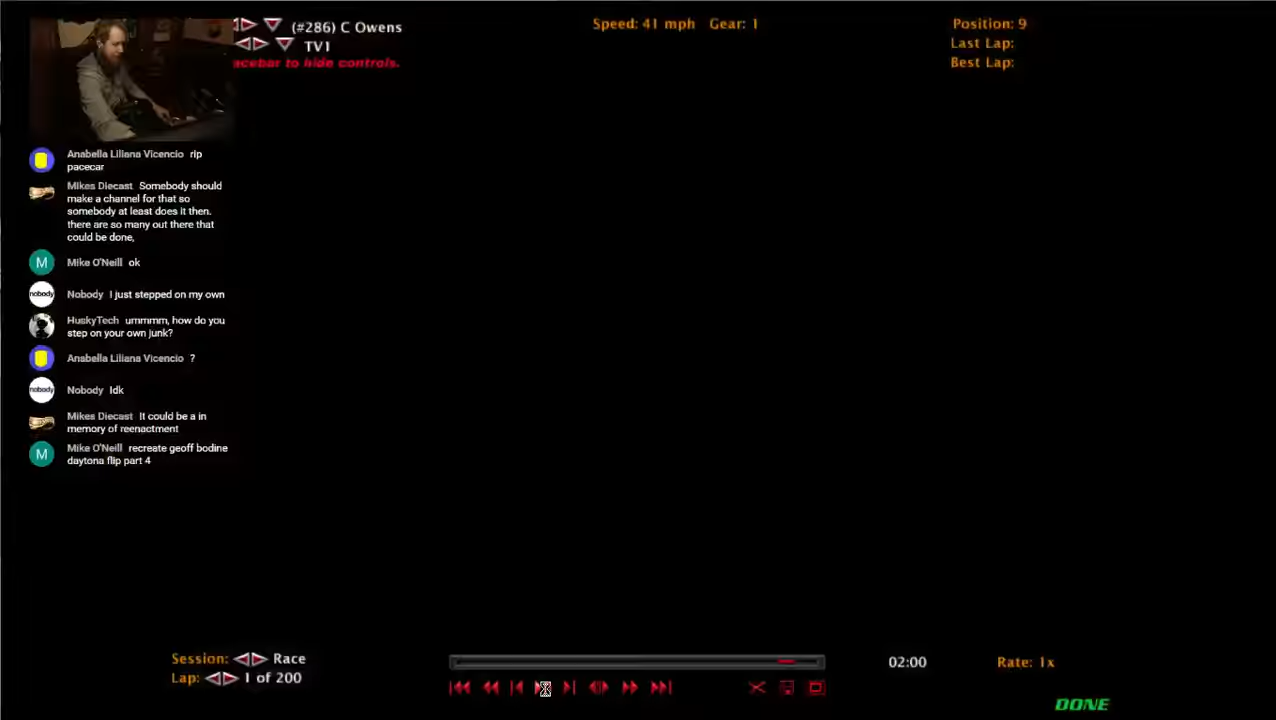 (#286) C Owens
TV1
acebar to hide controls.
Speed: 41 mph Gear: 1
Position: 9
Last Lap:
Best Lap:
Anabella Liliana Vicencio rip
pacecar
Mikes Diecast Somebody should
make a channel for that so
somebody at least does it then.
there are so many out there that
could be done,
M Mike O'Neill ok
nobody Nobody I just stepped on my own
HuskyTech ummmm, how do you
step on your own junk?
Anabella Liliana Vicencio ?
nobody Nobody Idk
Mikes Diecast It could be a in
memory of reenactment
M Mike O'Neill recreate geoff bodine
daytona flip part 4
Session: Race
Lap: 1 of 200
02:00
Rate: 1x
DONE